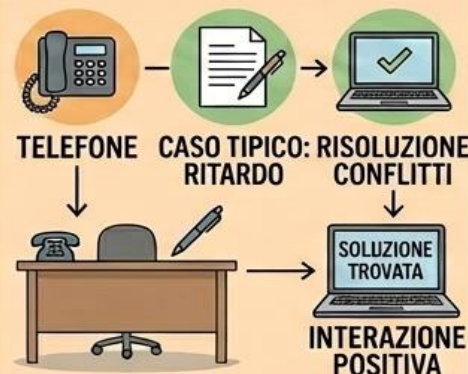 TELEFONE
CASO TIPICO:
RITARDO
RISOLUZIONE
CONFLITTI
SOLUZIONE
TROVATA
INTERAZIONE
POSITIVA